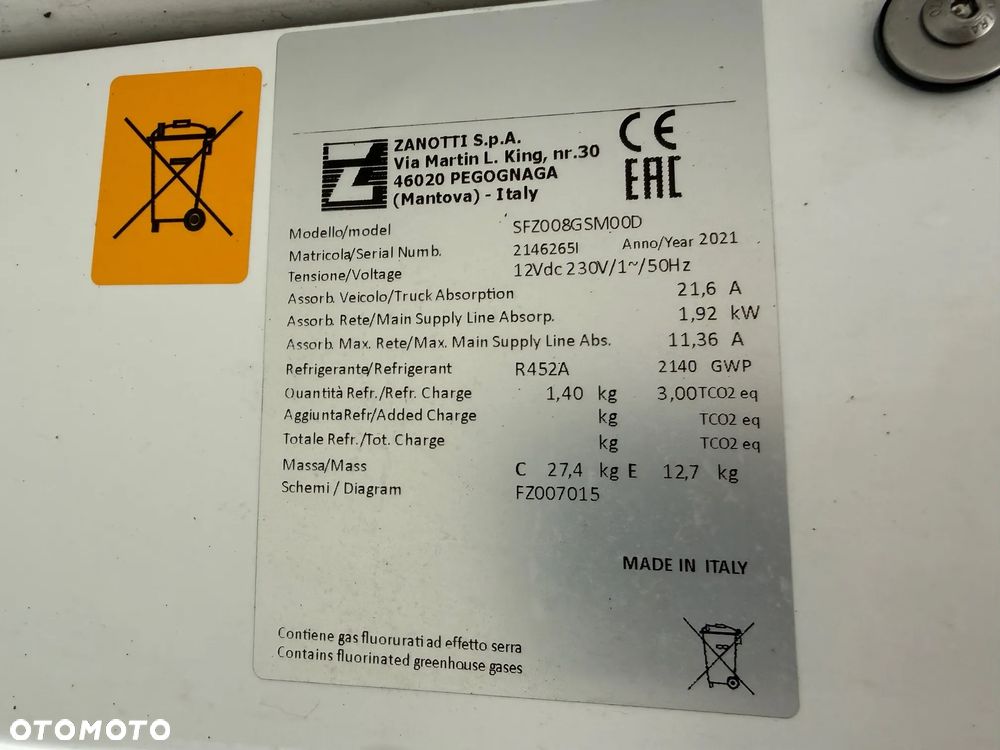 ZANOTTI S.p.A.
Via Martin L. King, nr.30
46020 PEGOGNAGA
(Mantova) - Italy
CE
EAC
Modello/model SFZ008GSM00D
Matricola/Serial Numb. 2146265I Anno/Year 2021
Tensione/Voltage 12Vdc 230V/1~/50Hz
Assorb. Veicolo/Truck Absorption 21,6 A
Assorb. Rete/Main Supply Line Absorp. 1,92 kW
Assorb. Max. Rete/Max. Main Supply Line Abs. 11,36 A
Refrigerante/Refrigerant R452A 2140 GWP
Quantità Refr./Refr. Charge 1,40 kg 3,00TCO2 eq
AggiuntaRefr/Added Charge kg TCO2 eq
Totale Refr./Tot. Charge kg TCO2 eq
Massa/Mass C 27,4 kg E 12,7 kg
Schemi / Diagram FZ007015
MADE IN ITALY
Contiene gas fluorurati ad effetto serra
Contains fluorinated greenhouse gases
OTOMOTO